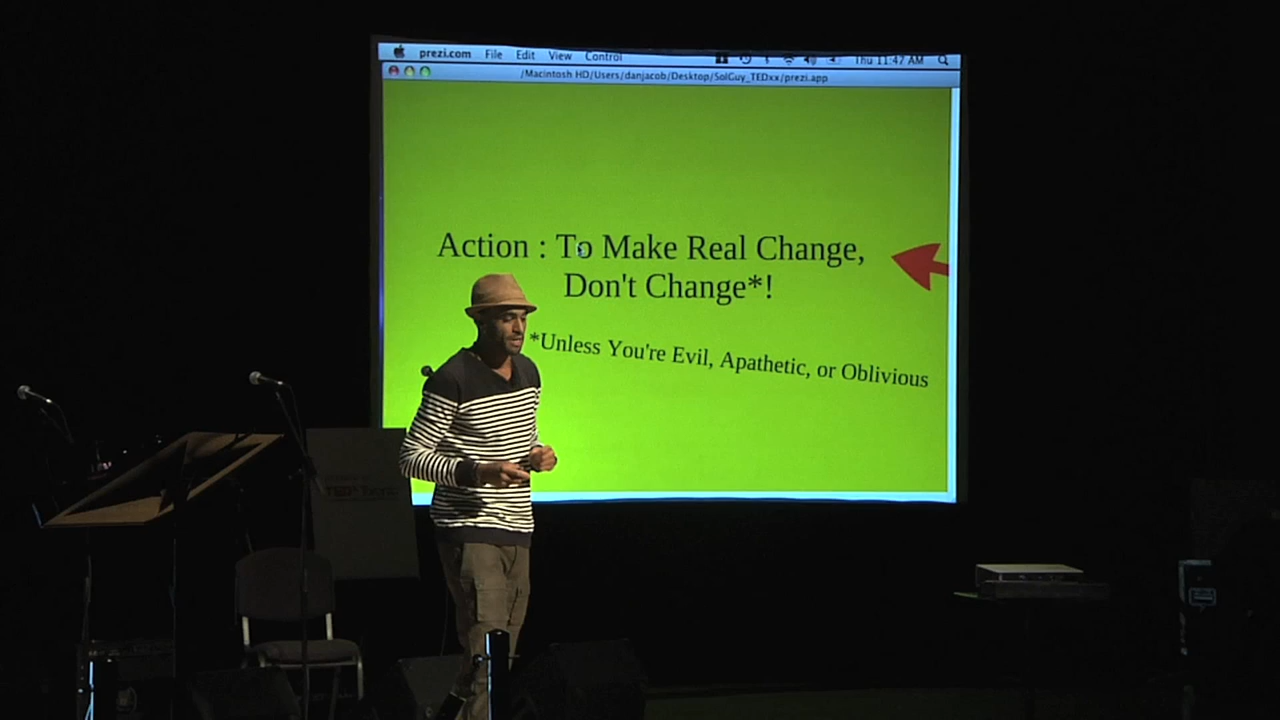 prezi.com File Edit View Control Thu 11:47 AM
/Macintosh HD/Users/danjacob/Desktop/SolGuy_TEDxx/prezi.app
Action : To Make Real Change,
Don't Change*!
*Unless You're Evil, Apathetic, or Oblivious